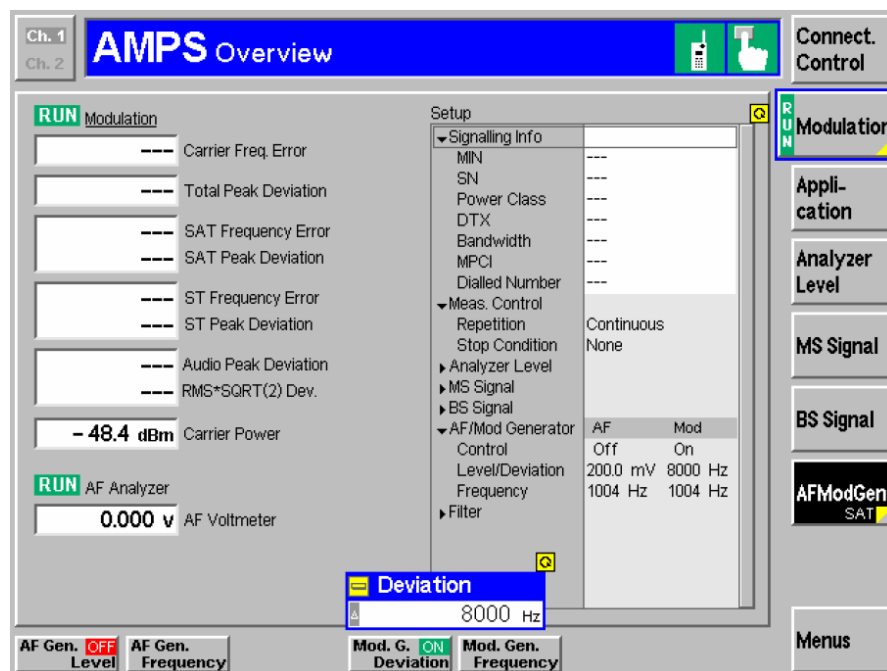 Ch. 1
Ch. 2
AMPS Overview
Connect.
Control
RUN Modulation
--- Carrier Freq. Error
--- Total Peak Deviation
--- SAT Frequency Error
--- SAT Peak Deviation
--- ST Frequency Error
--- ST Peak Deviation
--- Audio Peak Deviation
--- RMS*SQRT(2) Dev.
– 48.4 dBm Carrier Power
RUN AF Analyzer
0.000 v AF Voltmeter
Setup
Signalling Info
MIN ---
SN ---
Power Class ---
DTX ---
Bandwidth ---
MPCI ---
Dialled Number ---
Meas. Control
Repetition Continuous
Stop Condition None
Analyzer Level
MS Signal
BS Signal
AF/Mod Generator AF Mod
Control Off On
Level/Deviation 200.0 mV 8000 Hz
Frequency 1004 Hz 1004 Hz
Filter
Deviation
8000 Hz
RUN
Modulation
Appli-
cation
Analyzer
Level
MS Signal
BS Signal
AFModGen
SAT
Menus
AF Gen. OFF
Level
AF Gen.
Frequency
Mod. G. ON
Deviation
Mod. Gen.
Frequency